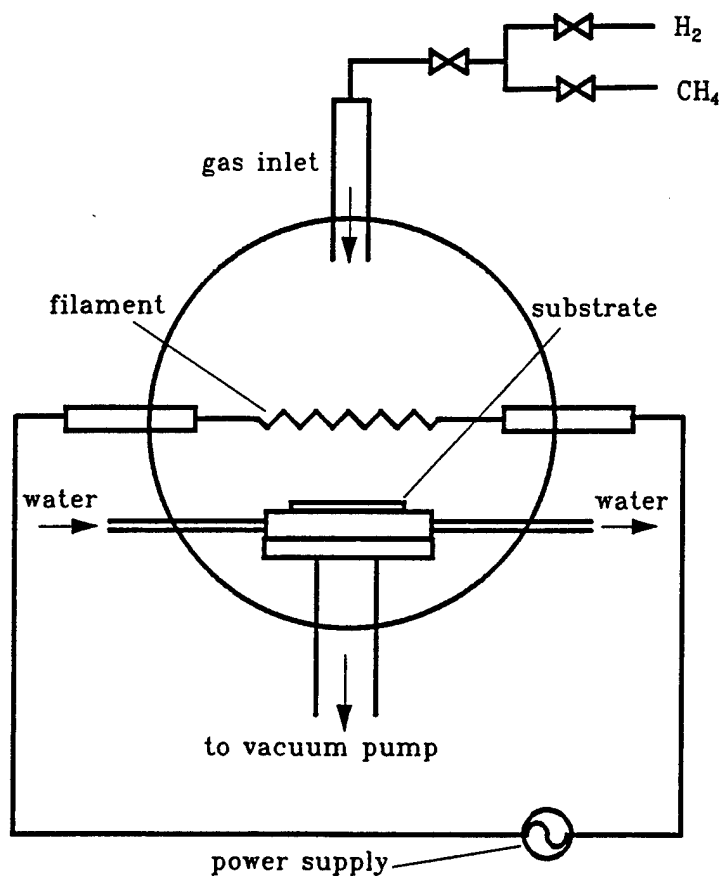 H₂
CH₄
gas inlet
filament
substrate
water
water
to vacuum pump
power supply